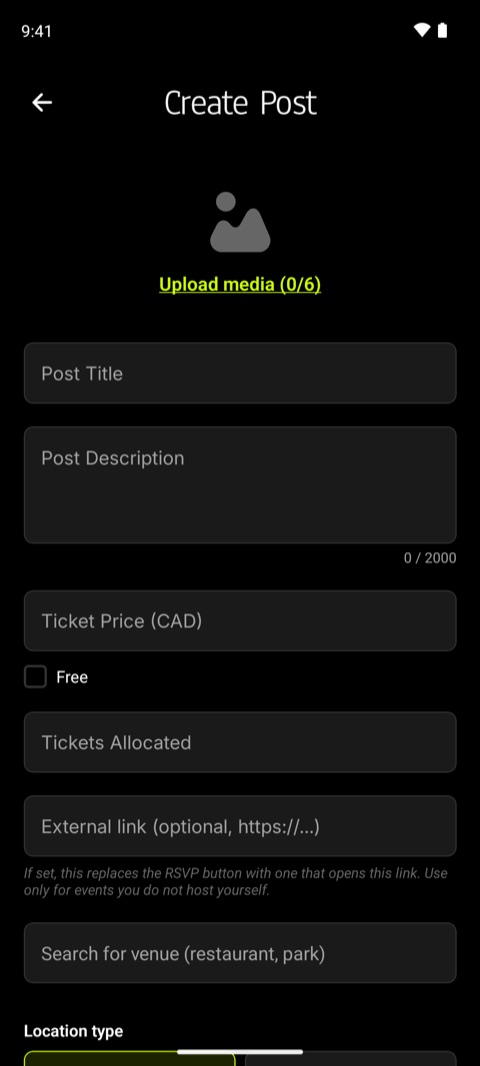 9:41
Create Post
Upload media (0/6)
Post Title
Post Description
0 / 2000
Ticket Price (CAD)
Free
Tickets Allocated
External link (optional, https://...)
If set, this replaces the RSVP button with one that opens this link. Use
only for events you do not host yourself.
Search for venue (restaurant, park)
Location type